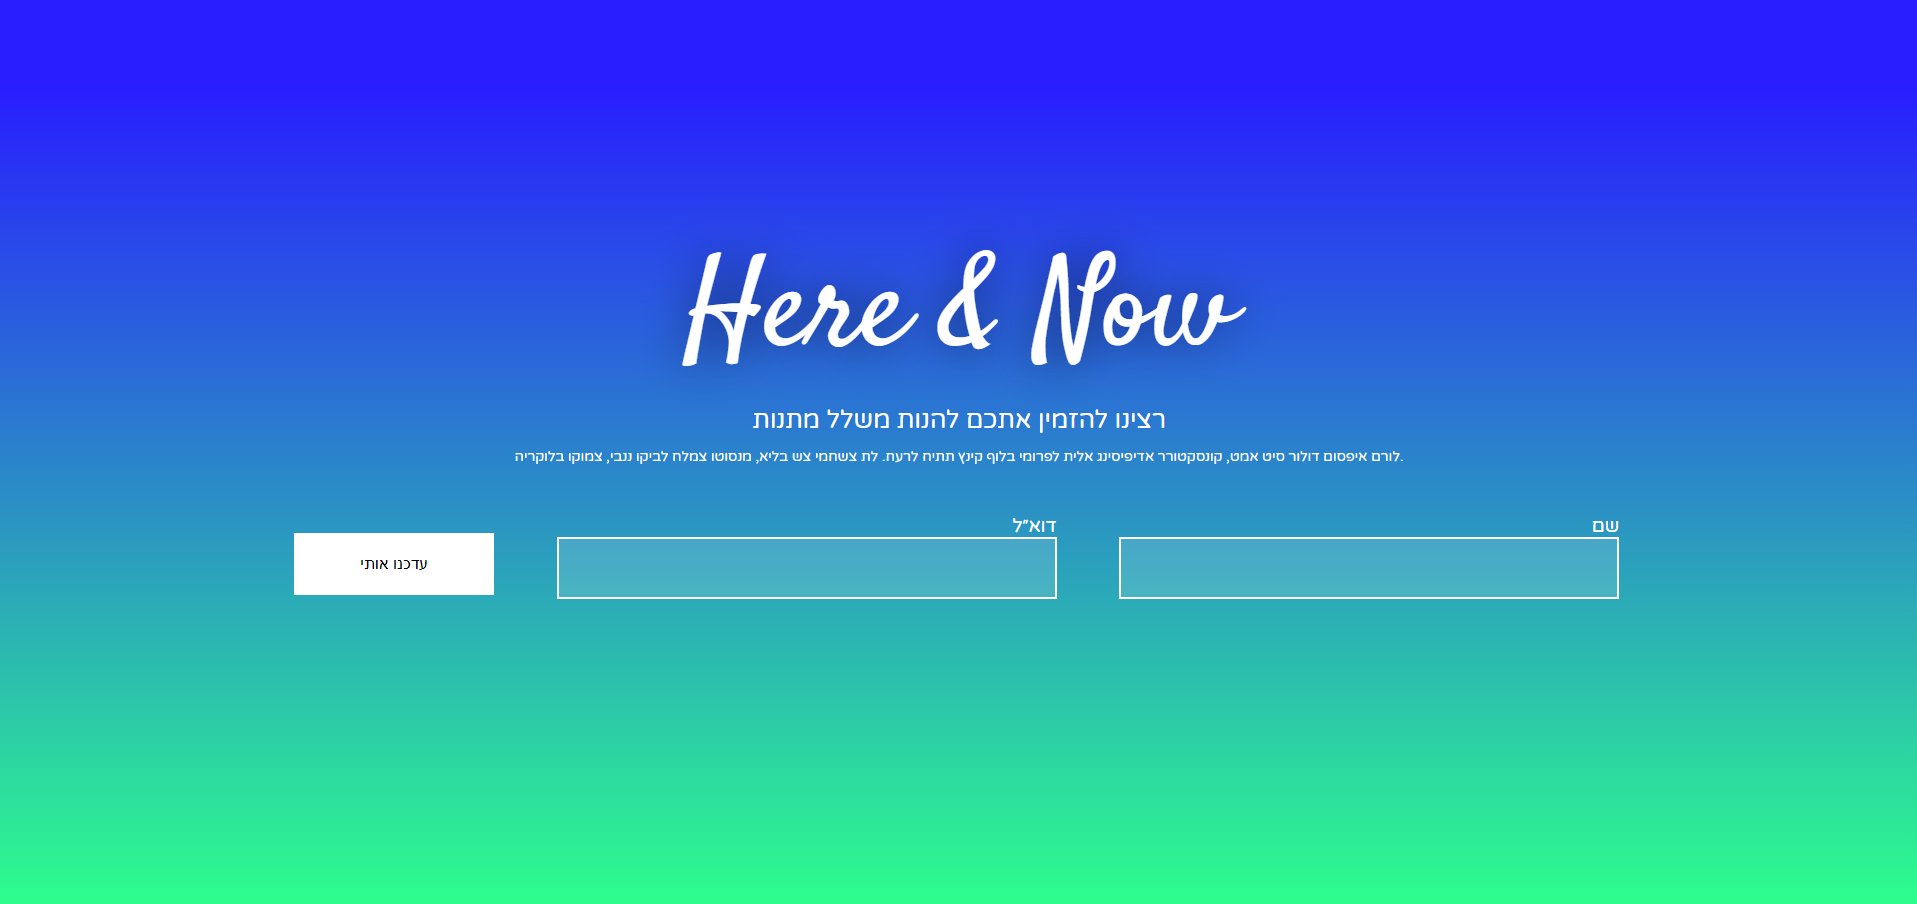 Here & Now
רצינו להזמין אתכם להנות משלל מתנות
לורם איפסום דולור סיט אמט, קונסקטורר אדיפיסינג אלית לפרומי בלוף קינץ תתיח לרעח. לת צשחמי צש בליא, מנסוטו צמלח לביקו ננבי, צמוקו בלוקריה.
שם
דוא״ל
עדכנו אותי